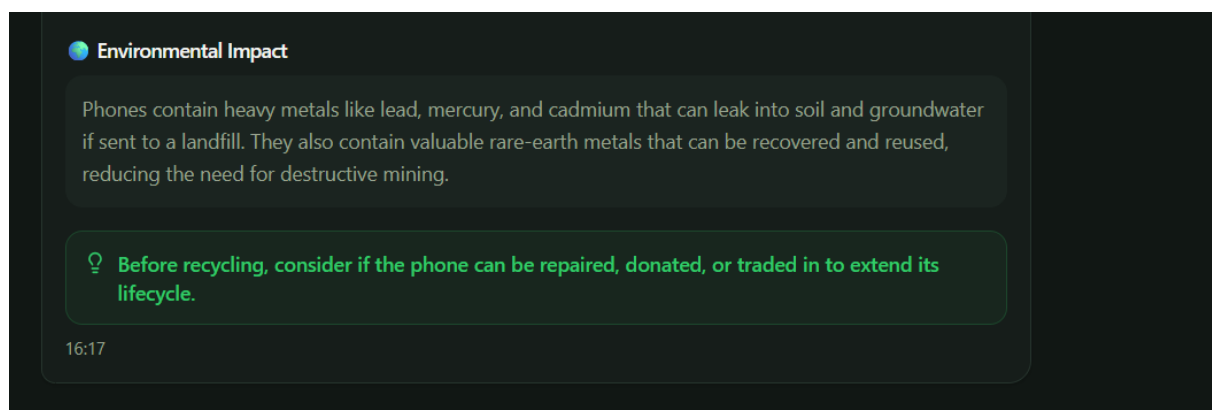 🌍 Environmental Impact
Phones contain heavy metals like lead, mercury, and cadmium that can leak into soil and groundwater
if sent to a landfill. They also contain valuable rare-earth metals that can be recovered and reused,
reducing the need for destructive mining.
Before recycling, consider if the phone can be repaired, donated, or traded in to extend its
lifecycle.
16:17